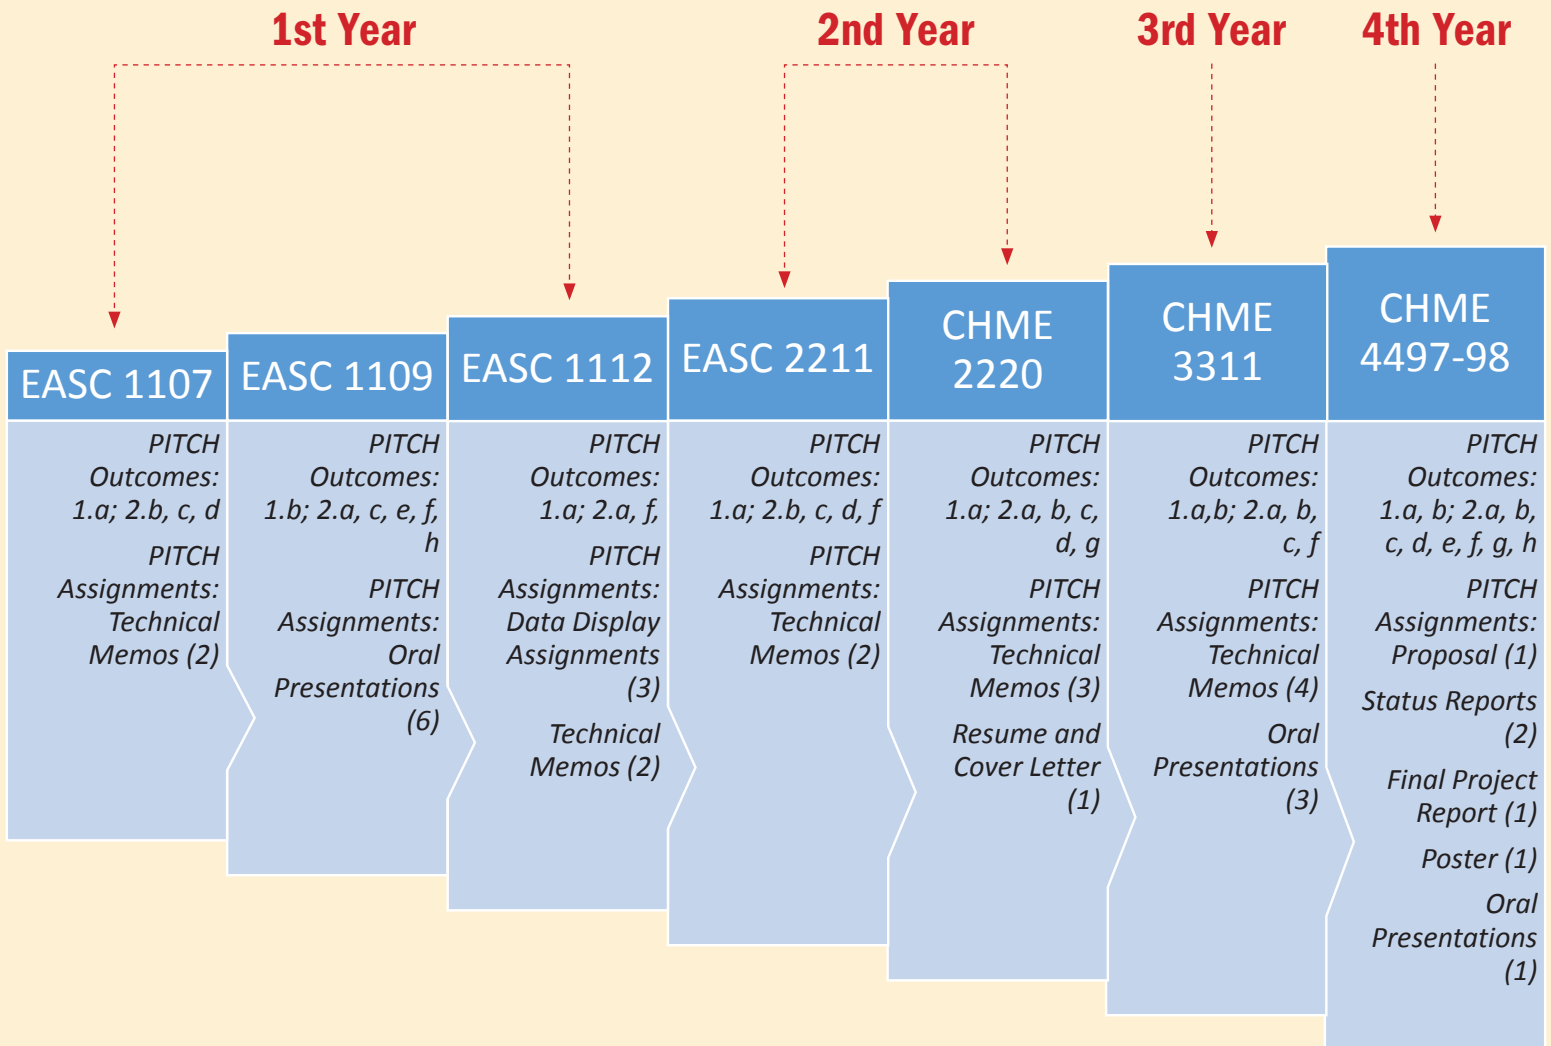 1st Year
2nd Year
3rd Year
4th Year
EASC 1107
PITCH
Outcomes:
1.a; 2.b, c, d
PITCH
Assignments:
Technical
Memos (2)
EASC 1109
PITCH
Outcomes:
1.b; 2.a, c, e, f,
h
PITCH
Assignments:
Oral
Presentations
(6)
EASC 1112
PITCH
Outcomes:
1.a; 2.a, f,
PITCH
Assignments:
Data Display
Assignments
(3)
Technical
Memos (2)
EASC 2211
PITCH
Outcomes:
1.a; 2.b, c, d, f
PITCH
Assignments:
Technical
Memos (2)
CHME
2220
PITCH
Outcomes:
1.a; 2.a, b, c,
d, g
PITCH
Assignments:
Technical
Memos (3)
Resume and
Cover Letter
(1)
CHME
3311
PITCH
Outcomes:
1.a,b; 2.a, b,
c, f
PITCH
Assignments:
Technical
Memos (4)
Oral
Presentations
(3)
CHME
4497-98
PITCH
Outcomes:
1.a, b; 2.a, b,
c, d, e, f, g, h
PITCH
Assignments:
Proposal (1)
Status Reports
(2)
Final Project
Report (1)
Poster (1)
Oral
Presentations
(1)